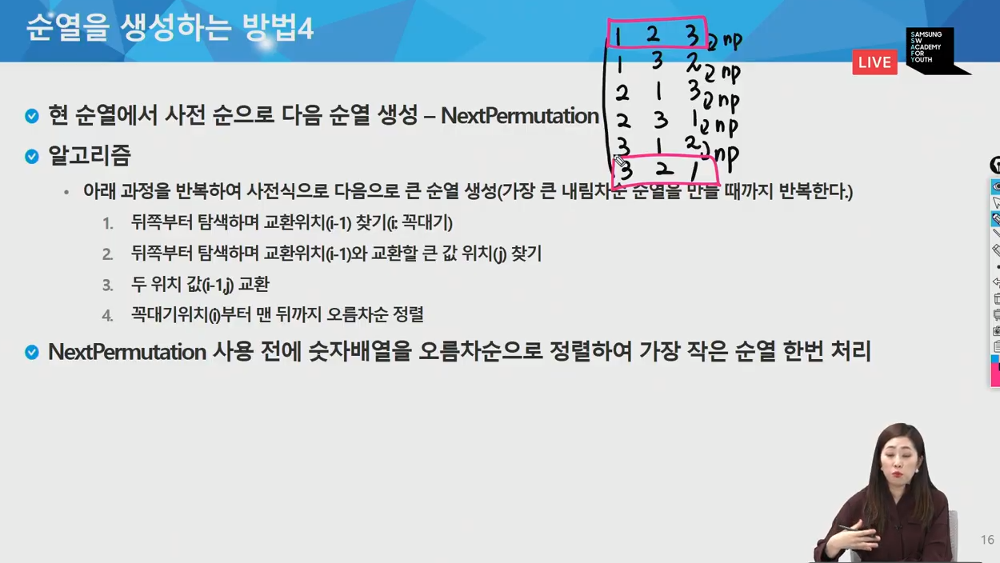 순열을 생성하는 방법4
1 2 3 np
1 3 2 np
2 1 3 np
2 3 1 np
3 1 2 np
3 2 1
SAMSUNG
SW
ACADEMY
FOR
YOUTH
LIVE
현 순열에서 사전 순으로 다음 순열 생성 – NextPermutation
알고리즘
• 아래 과정을 반복하여 사전식으로 다음으로 큰 순열 생성(가장 큰 내림차순 순열을 만들 때까지 반복한다.)
1. 뒤쪽부터 탐색하며 교환위치(i-1) 찾기(i: 꼭대기)
2. 뒤쪽부터 탐색하며 교환위치(i-1)와 교환할 큰 값 위치(j) 찾기
3. 두 위치 값(i-1,j) 교환
4. 꼭대기위치(i)부터 맨 뒤까지 오름차순 정렬
NextPermutation 사용 전에 숫자배열을 오름차순으로 정렬하여 가장 작은 순열 한번 처리
16